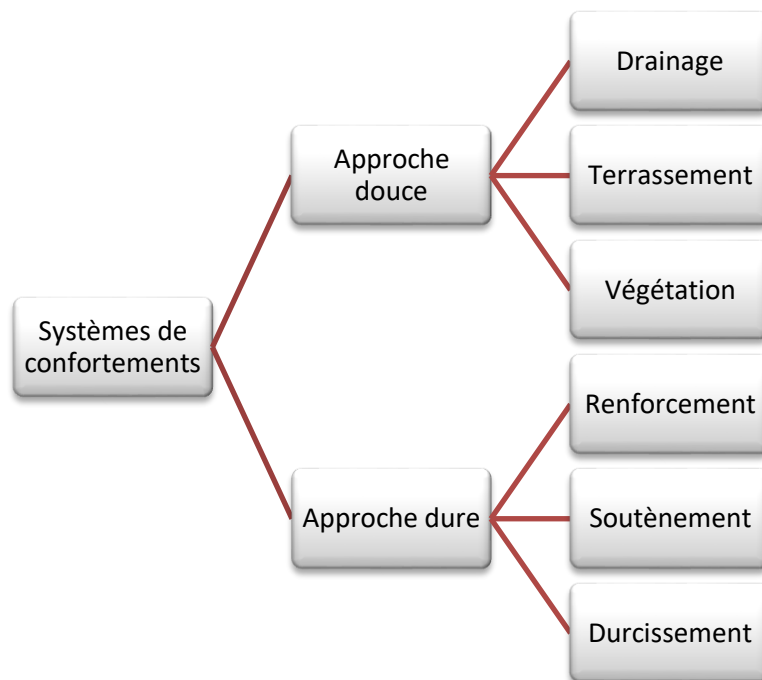 Systèmes de
confortements
Approche
douce
Drainage
Terrassement
Végétation
Approche dure
Renforcement
Soutènement
Durcissement